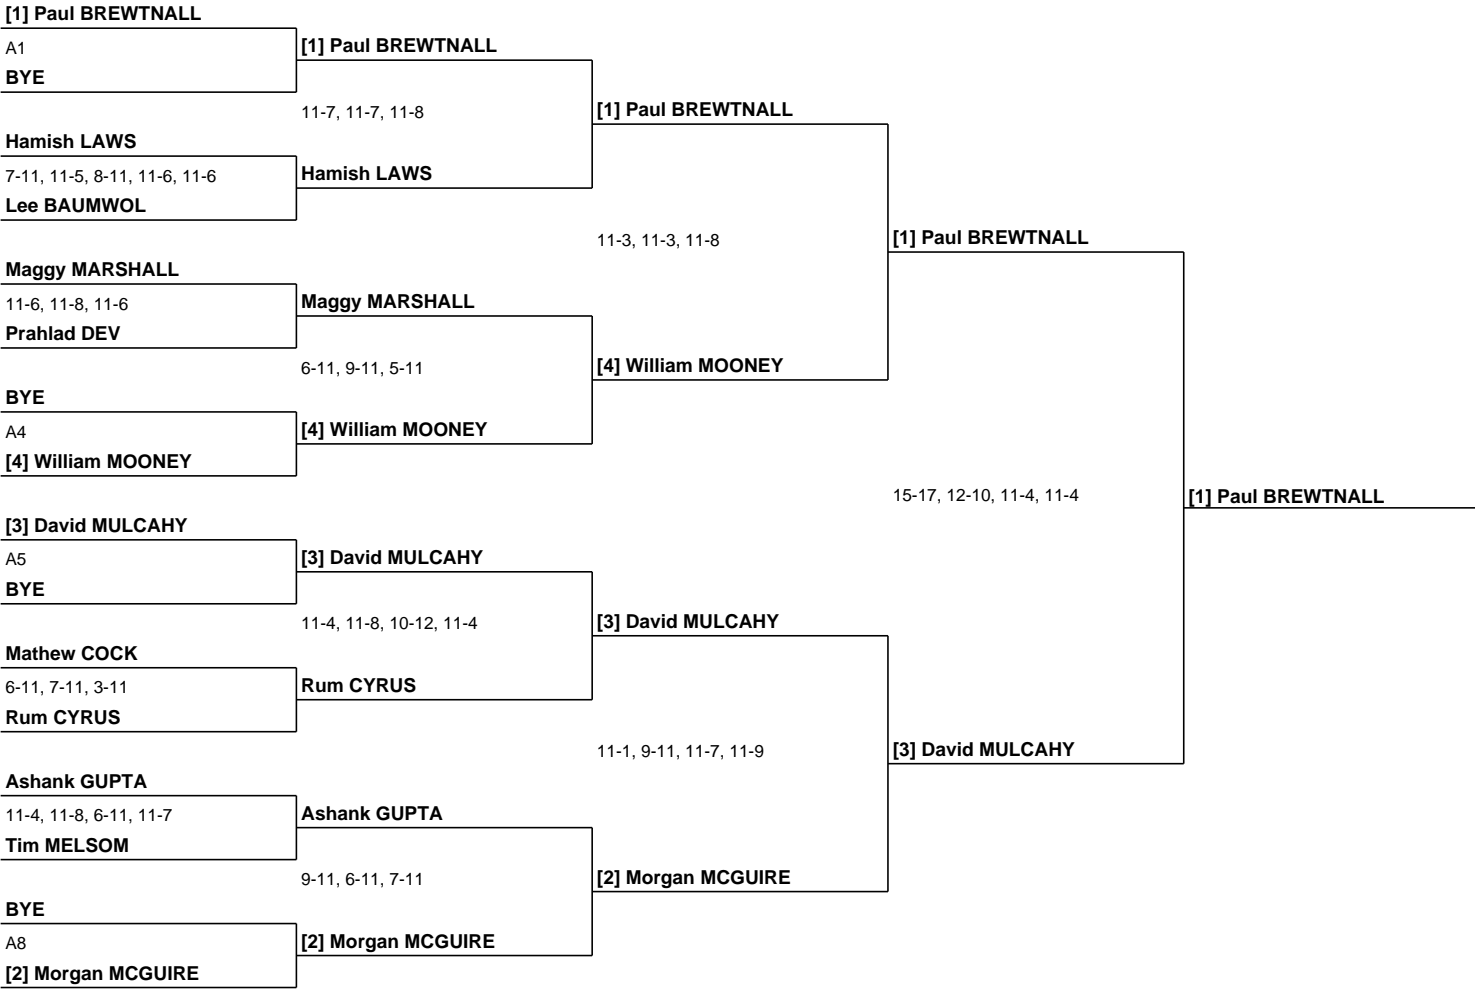 [1] Paul BREWTNALL
A1
BYE
Hamish LAWS
7-11, 11-5, 8-11, 11-6, 11-6
Lee BAUMWOL
Maggy MARSHALL
11-6, 11-8, 11-6
Prahlad DEV
BYE
A4
[4] William MOONEY
[3] David MULCAHY
A5
BYE
Mathew COCK
6-11, 7-11, 3-11
Rum CYRUS
Ashank GUPTA
11-4, 11-8, 6-11, 11-7
Tim MELSOM
BYE
A8
[2] Morgan MCGUIRE
[1] Paul BREWTNALL
11-7, 11-7, 11-8
Hamish LAWS
Maggy MARSHALL
6-11, 9-11, 5-11
[4] William MOONEY
[3] David MULCAHY
11-4, 11-8, 10-12, 11-4
Rum CYRUS
Ashank GUPTA
9-11, 6-11, 7-11
[2] Morgan MCGUIRE
[1] Paul BREWTNALL
11-3, 11-3, 11-8
[4] William MOONEY
[3] David MULCAHY
11-1, 9-11, 11-7, 11-9
[2] Morgan MCGUIRE
[1] Paul BREWTNALL
15-17, 12-10, 11-4, 11-4
[3] David MULCAHY
[1] Paul BREWTNALL